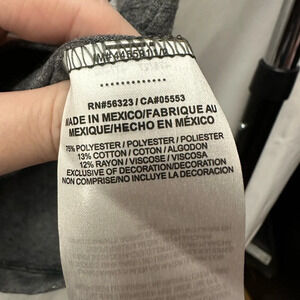 RN#56323 / CA#05553
MADE IN MEXICO/FABRIQUE AU
MEXIQUE/HECHO EN MÉXICO
75% POLYESTER / POLYESTER / POLIESTER
13% COTTON / COTON / ALGODON
12% RAYON / VISCOSE / VISCOSA
EXCLUSIVE OF DECORATION/DECORATION
NON COMPRISE/NO INCLUYE LA DECORACION